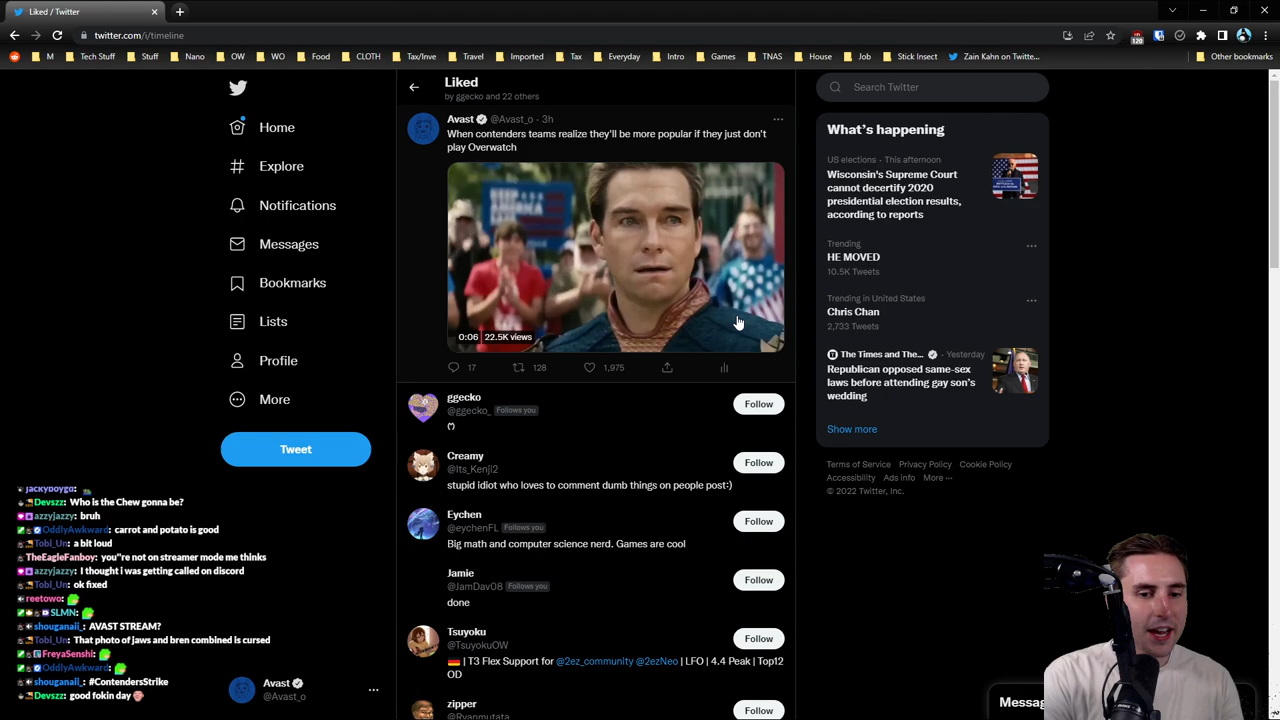 Liked / Twitter
twitter.com/i/timeline
120
M
Tech Stuff
Stuff
Nano
OW
WO
Food
CLOTH
Tax/Inve
Travel
Imported
Tax
Everyday
Intro
Games
TNAS
House
Job
Stick Insect
Zain Kahn on Twitte...
Other bookmarks
Home
Explore
Notifications
Messages
Bookmarks
Lists
Profile
More
Tweet
Liked
by ggecko and 22 others
Avast @Avast_o · 3h
When contenders teams realize they'll be more popular if they just don't
play Overwatch
0:06 22.5K views
17 128 1,975
ggecko
@ggecko_ Follows you
Follow
Creamy
@Its_Kenji2
stupid idiot who loves to comment dumb things on people post:)
Follow
Eychen
@eychenFL Follows you
Big math and computer science nerd. Games are cool
Follow
Jamie
@JamDav08 Follows you
done
Follow
Tsuyoku
@TsuyokuOW
| T3 Flex Support for @2ez_community @2ezNeo | LFO | 4.4 Peak | Top12
OD
Follow
zipper
@Ryanmutata
Follow
Search Twitter
What's happening
US elections · This afternoon
Wisconsin's Supreme Court
cannot decertify 2020
presidential election results,
according to reports
Trending
HE MOVED
10.5K Tweets
Trending in United States
Chris Chan
2,733 Tweets
The Times and The... · Yesterday
Republican opposed same-sex
laws before attending gay son's
wedding
Show more
Terms of Service Privacy Policy Cookie Policy
Accessibility Ads info More ···
© 2022 Twitter, Inc.
jackyboygo:
Devszz: Who is the Chew gonna be?
azzyjazzy: bruh
OddlyAwkward: carrot and potato is good
Tobi_Un: a bit loud
TheEagleFanboy: you"re not on streamer mode me thinks
azzyjazzy: I thought i was getting called on discord
Tobi_Un: ok fixed
reetowo:
SLMN:
shouganaii_: AVAST STREAM?
Tobi_Un: That photo of jaws and bren combined is cursed
FreyaSenshi:
OddlyAwkward:
shouganaii_: #ContendersStrike
Devszz: good fokin day
Avast
@Avast_o